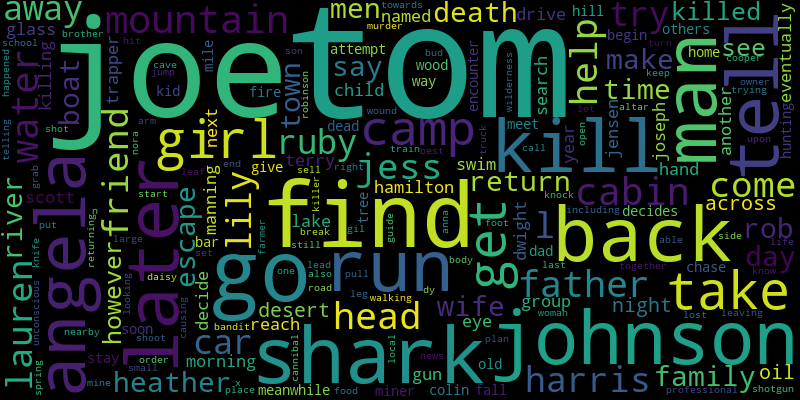 away
mountain
men
towards
named
death
drive
hill
try
killed
glass
brother
murder
school
mile
hit
attempt
bud
son
begin
others
joe
tom
killing
trapper
boat
water
town
say
wood
way
search
help
make
see
home
turn
cooper
man
tell
happened
cave
jump
kid
fire
child
robinson
encounter
wilderness
time
keep
owner
trying
hunting
eventually
shot
telling
arm
dead
wound
camp
meet
let
altar
upon
another
friend
girl
next
ruby
train
best
truck
call
kill
year
open
jensen
joseph
angela
later
nora
end
give
terry
right
jess
swim
hand
river
scott
grab
start
leaf
escape
manning
lily
sell
killer
hamilton
return
knock
cabin
come
across
however
put
returning
bar
lake
break
tree
find
foot
get
including
decides
back
able
side
rob
lauren
large
set
farmer
still
gil
guide
anna
dwight
l
dad
last
together
life
day
knife
unconscious
looking
daisy
soon
decide
go
one
lead
also
run
body
father
chase
know
nearby
shoot
causing
desert
road
pull
leg
dy
walking
wife
group
night
lost
leaving
take
spring
order
bandit
reach
head
eye
woman
johnson
stay
car
shark
cannibal
local
news
plan
mine
small
morning
gun
old
harris
family
oil
heather
x
place
meanwhile
food
miner
colin
fall
professional
shotgun